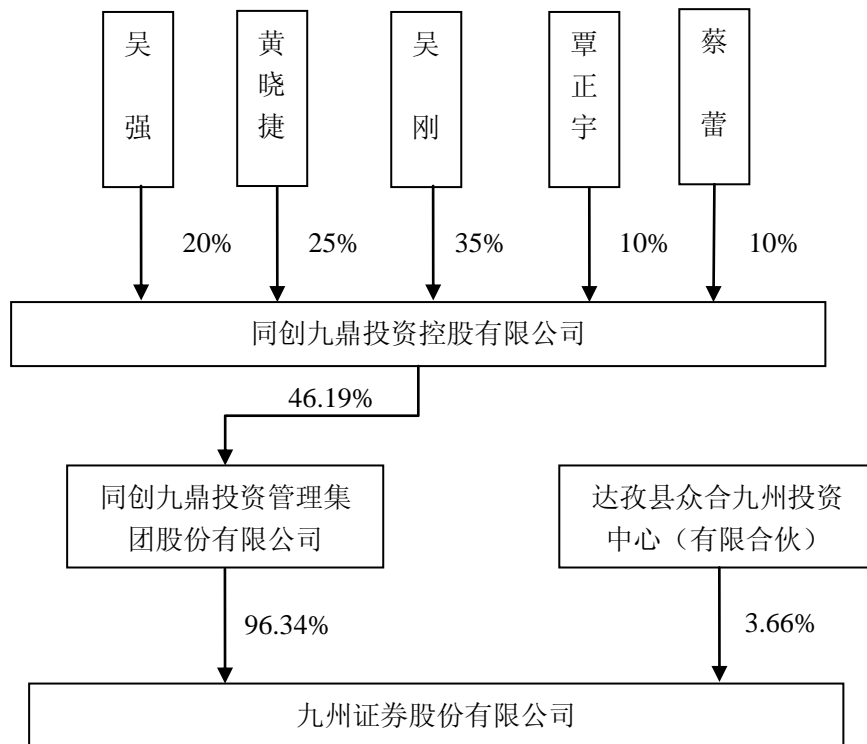 吴强
黄晓捷
吴刚
覃正宇
蔡蕾
20%
25%
35%
10%
10%
同创九鼎投资控股有限公司
46.19%
同创九鼎投资管理集
团股份有限公司
达孜县众合九州投资
中心（有限合伙）
96.34%
3.66%
九州证券股份有限公司